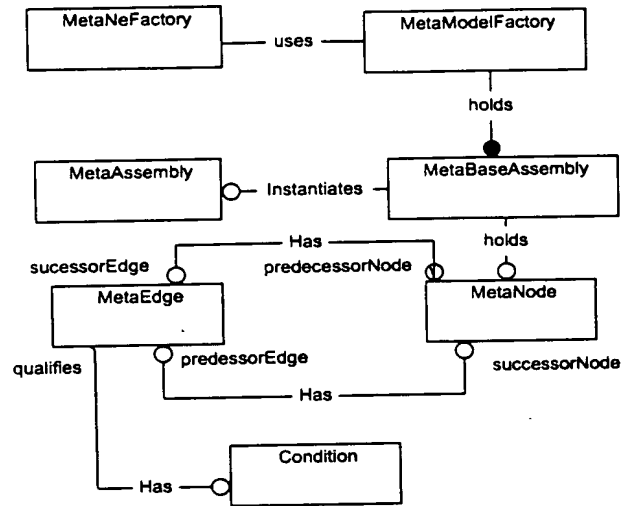 MetaNeFactory
uses
MetaModelFactory
holds
MetaAssembly
Instantiates
MetaBaseAssembly
Has
holds
sucessorEdge
predecessorNode
MetaEdge
MetaNode
qualifies
predessorEdge
successorNode
Has
Condition
Has